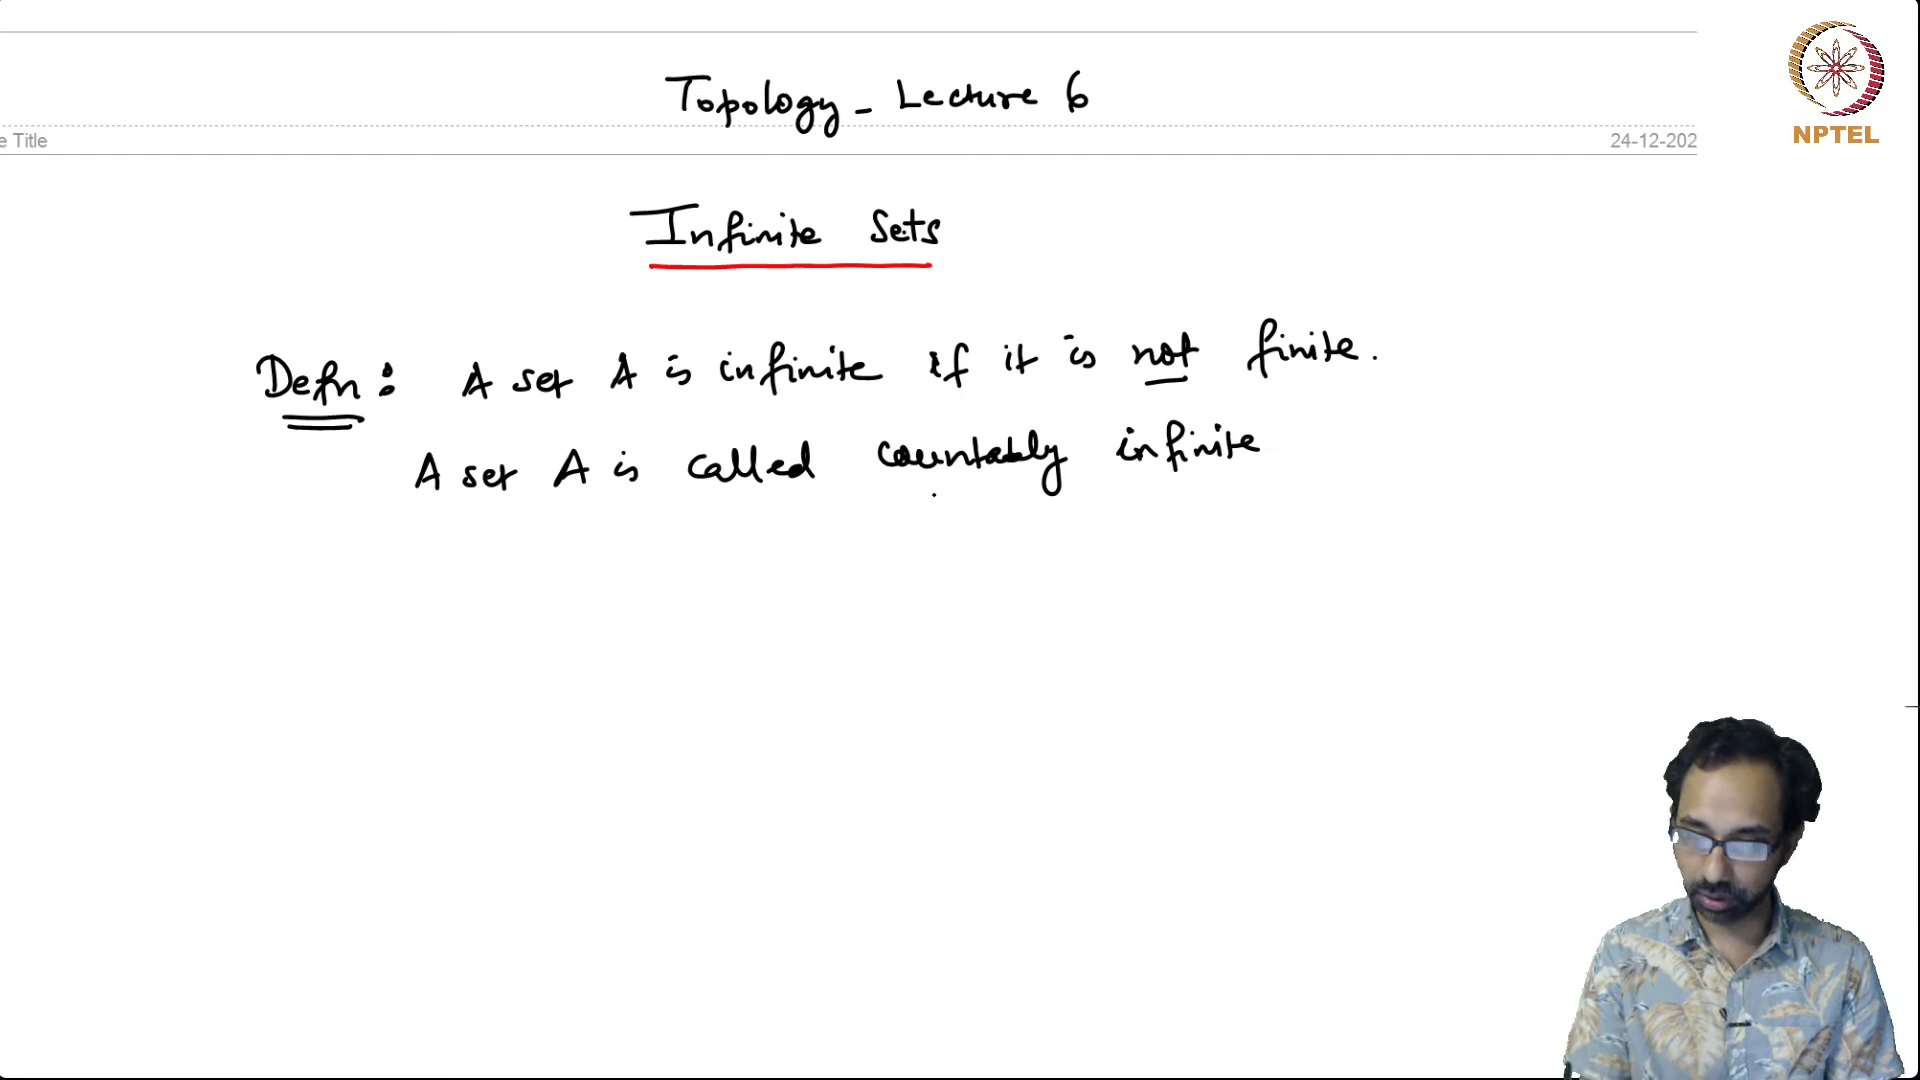 Topology - Lecture 6
e Title
24-12-202
NPTEL
Infinite Sets
Defn : A set A is infinite if it is not finite.
A set A is called countably infinite